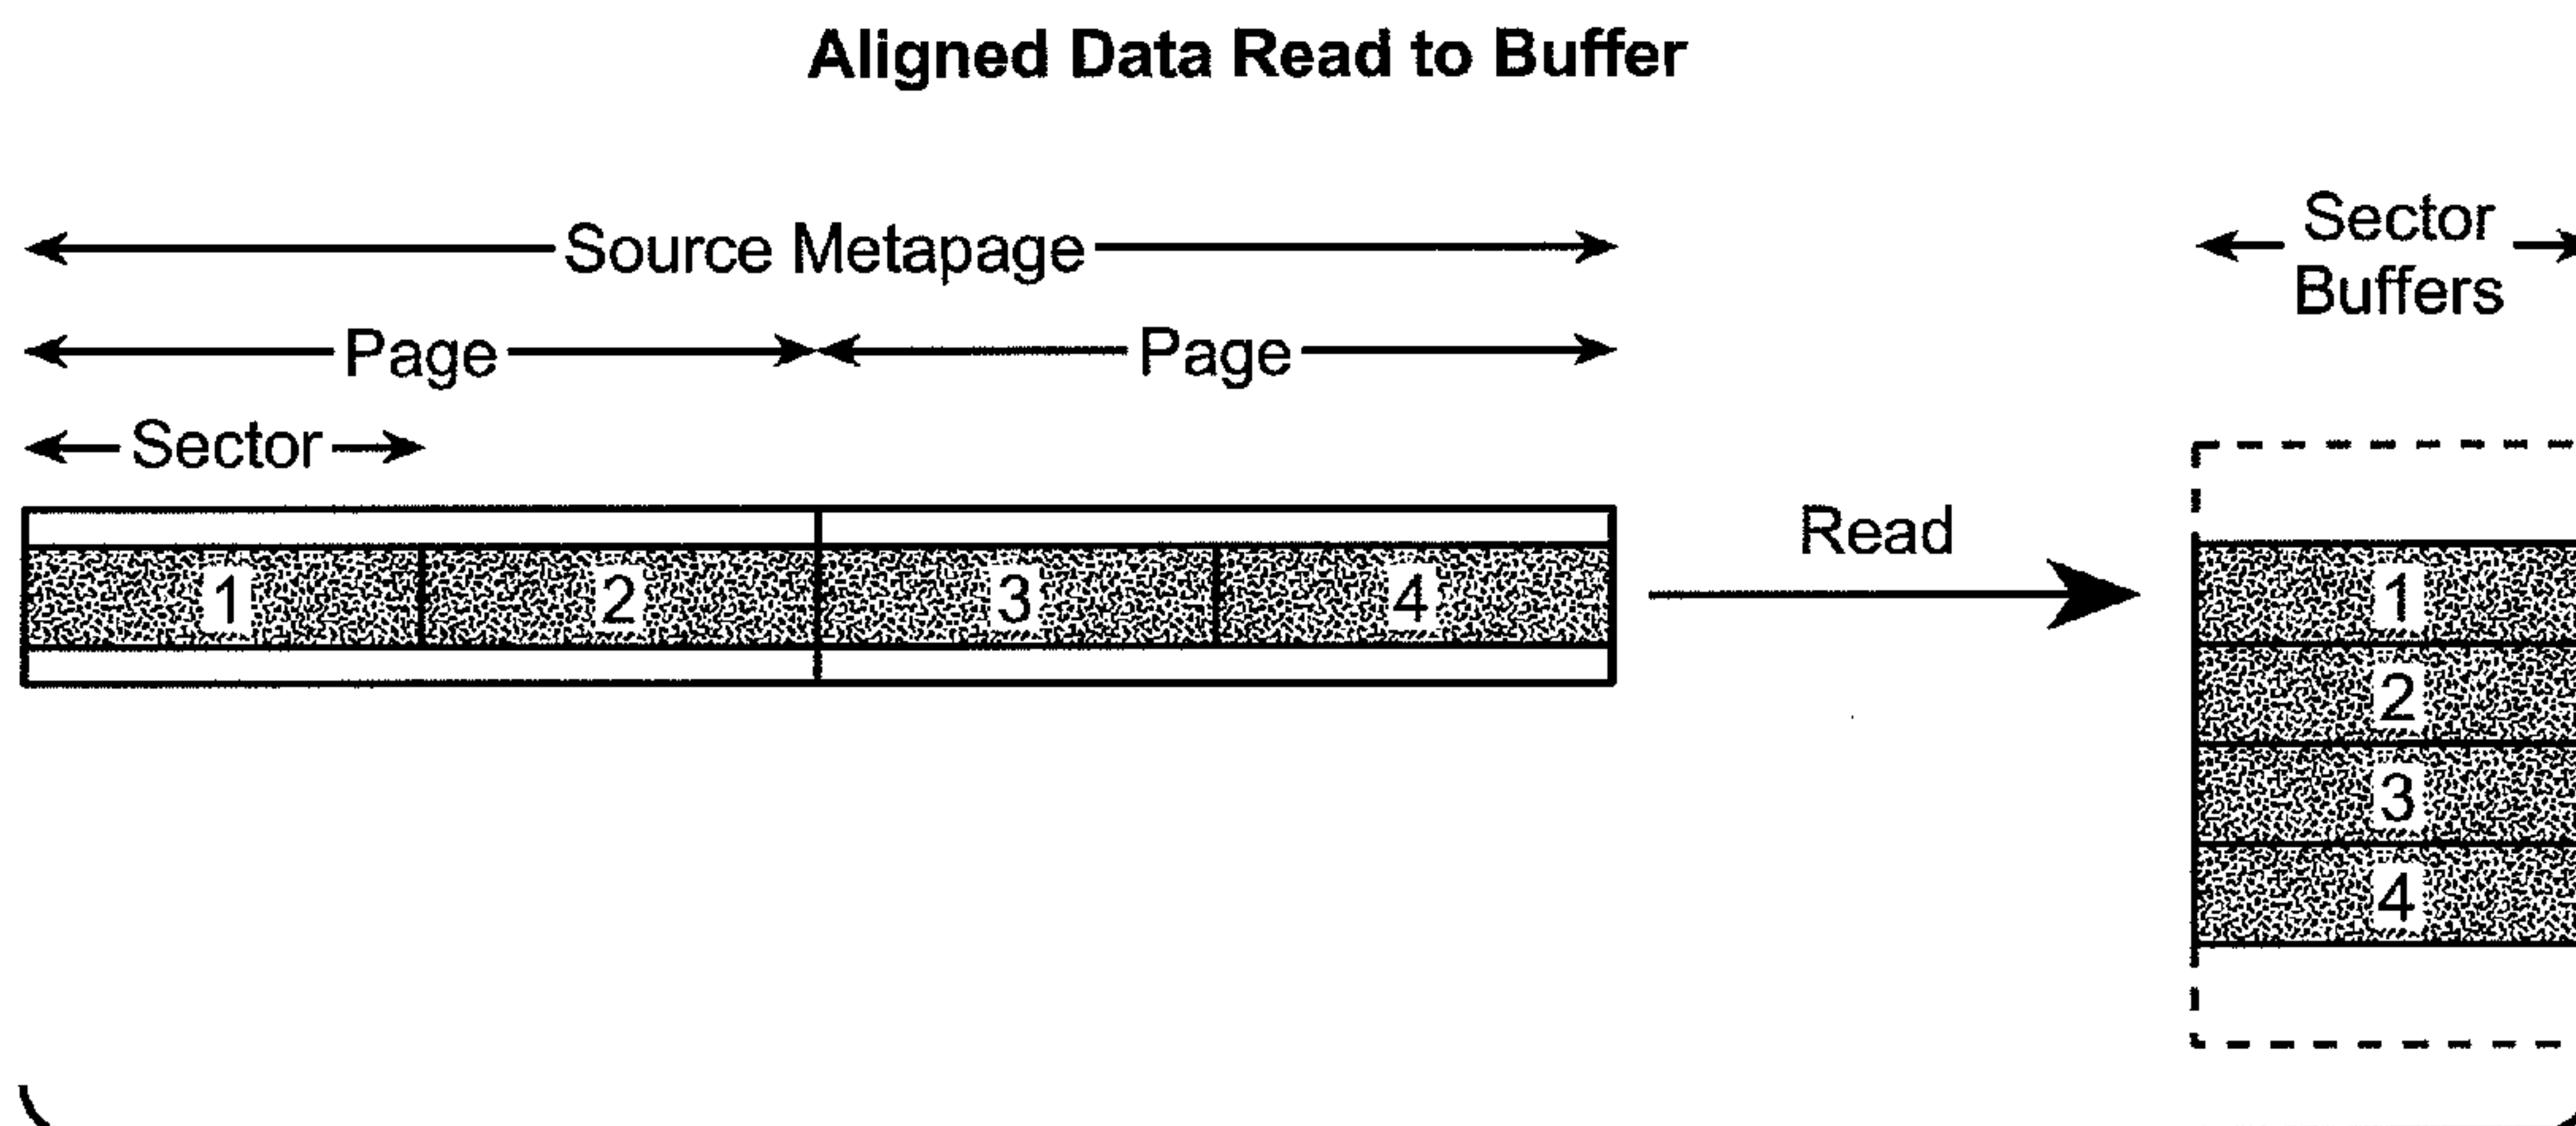 Aligned Data Read to Buffer
Source Metapage
Sector
Buffers
Page Page
Sector
Read
1 2 3 4
1
2
3
4